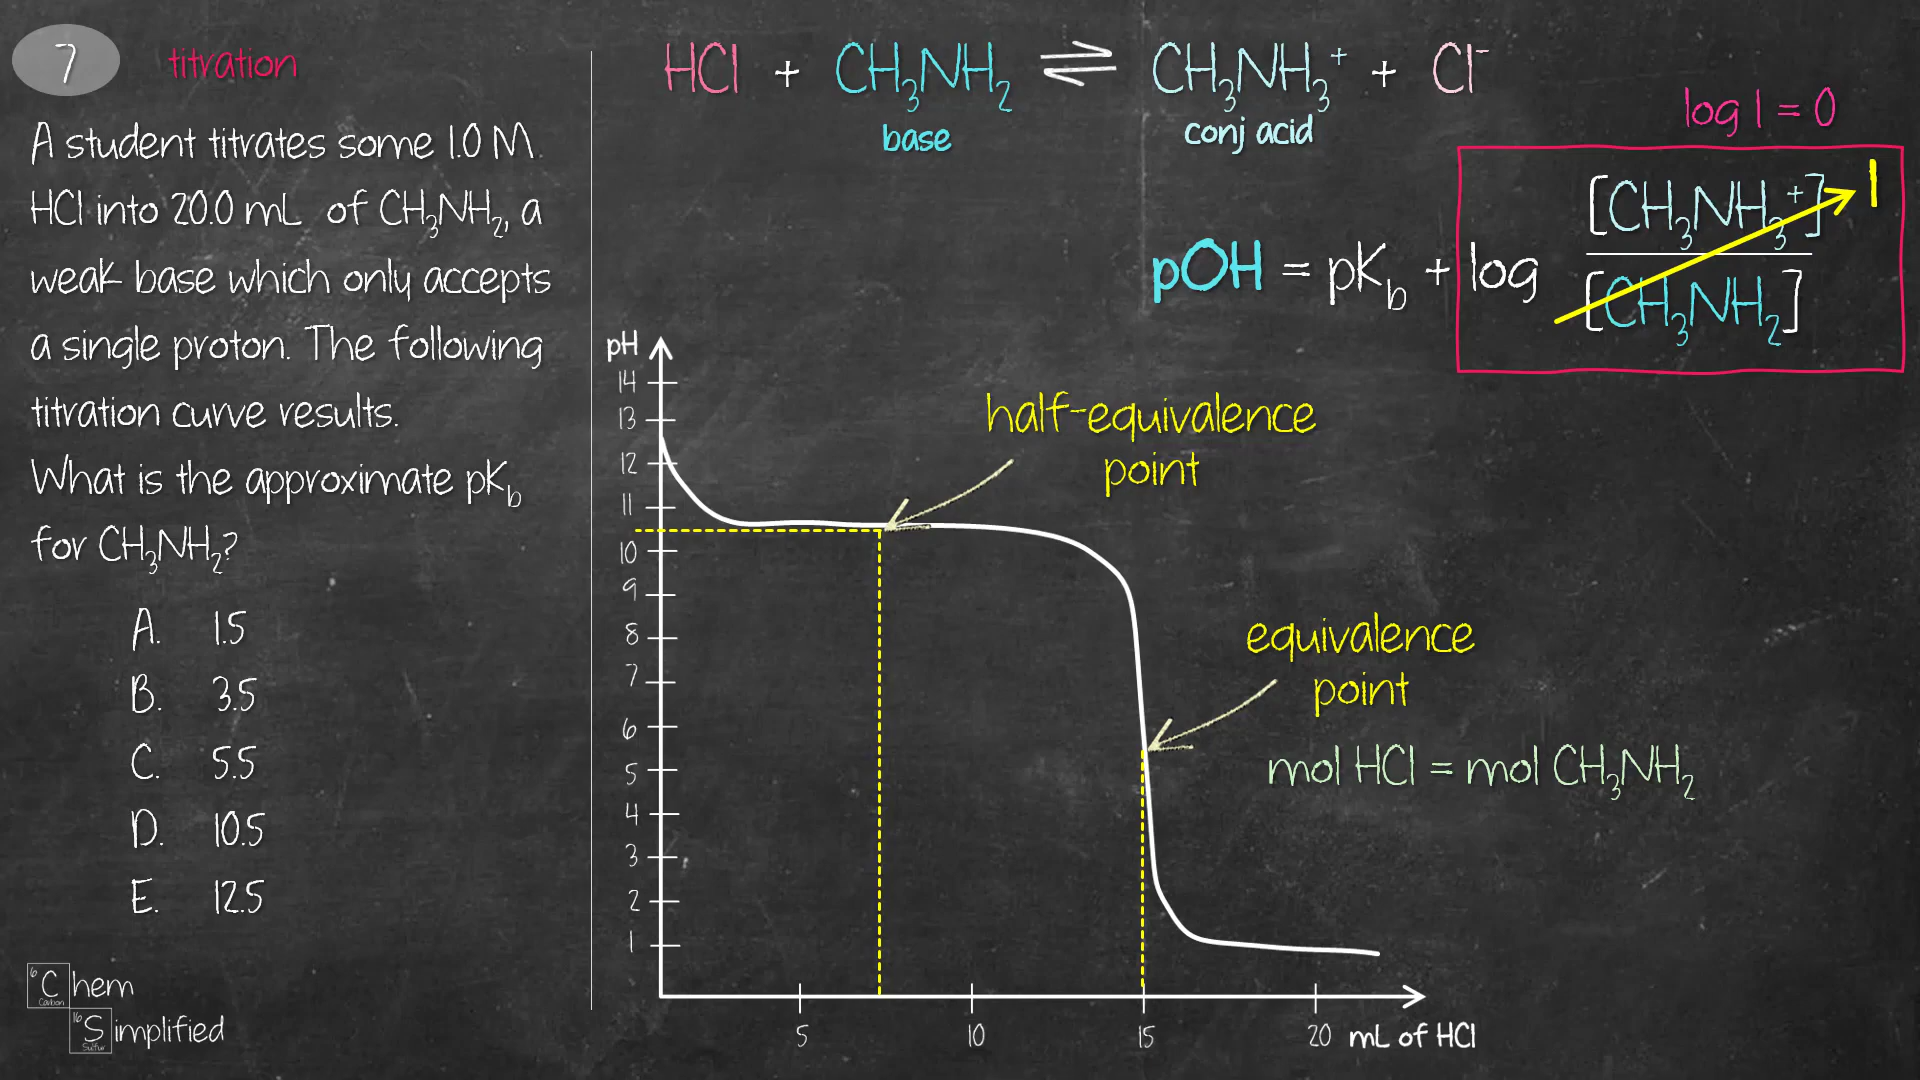 7
titration
A student titrates some 1.0 M
HCl into 20.0 mL of CH₃NH₂, a
weak base which only accepts
a single proton. The following
titration curve results.
What is the approximate pKb
for CH₃NH₂?
A. 1.5
B. 3.5
C. 5.5
D. 10.5
E. 12.5
6
Chem
Carbon
16
Simplified
Sulfur
HCl + CH₃NH₂ ⇌ CH₃NH₃⁺ + Cl⁻
base
conj acid
log 1 = 0
1
pOH = pKb + log [CH₃NH₃⁺]
[CH₃NH₂]
pH
14
13
12
11
10
9
8
7
6
5
4
3
2
1
half-equivalence
point
equivalence
point
mol HCl = mol CH₃NH₂
5
10
15
20
mL of HCl